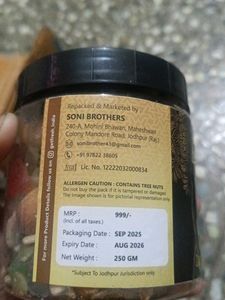 Repacked & Marketed by
SONI BROTHERS
240-A, Mohini Bhawan, Maheshwari
Colony Mandore Road, Jodhpur (Raj.)
sonibrother43@gmail.com
+91 97822 38605
Lic. No. 12222032000834
ALLERGEN CAUTION : CONTAINS TREE NUTS
Do not buy the pack if it is tampered or damaged
The image shown is for pictorial representation only
MRP : 999/-
(Incl. of all taxes.)
Packaging Date : SEP 2025
Expiry Date : AUG 2026
Net Weight : 250 GM
*Subject To Jodhpur Jurisdiction only
For more Product Details follow us on